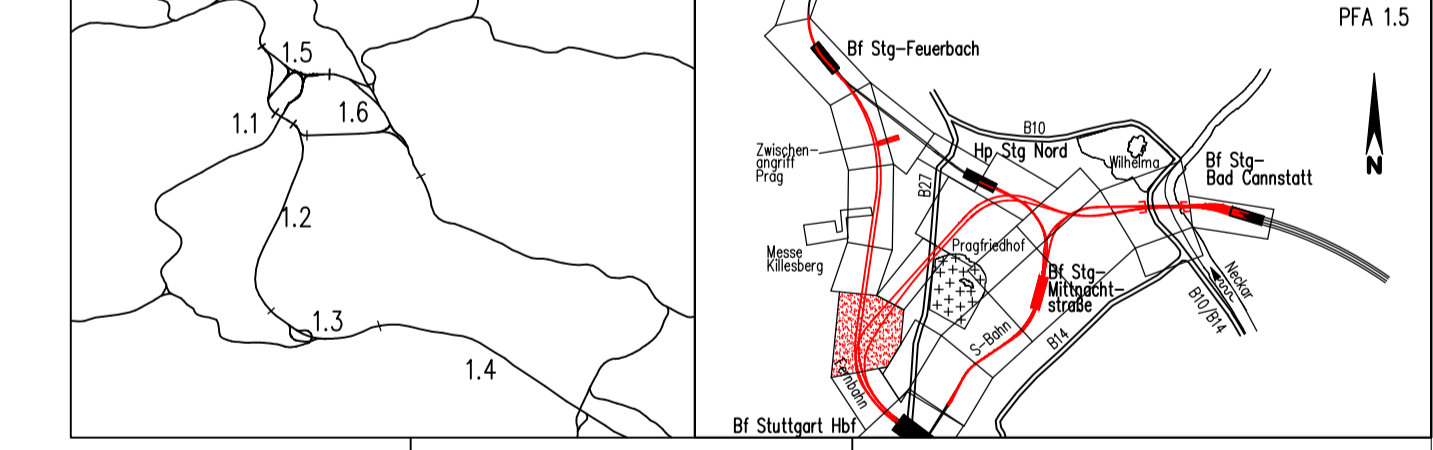 1.5
1.6
1.1
1.2
1.3
1.4
PFA 1.5
Bf Stg-Feuerbach
B10
Zwischen-
angriff
Prag
Hp Stg Nord
Wilhelma
Bf Stg-
Bad Cannstatt
N
B27
Messe
Killesberg
Pragfriedhof
Bf Stg-
Mittnacht-
straße
Neckar
B10/B14
S-Bahn
B14
Fernbahn
Bf Stuttgart Hbf